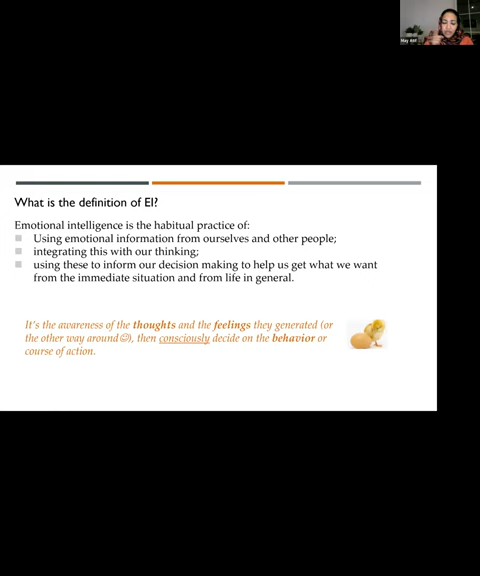 What is the definition of EI?
Emotional intelligence is the habitual practice of:
Using emotional information from ourselves and other people;
integrating this with our thinking;
using these to inform our decision making to help us get what we want
from the immediate situation and from life in general.
It's the awareness of the thoughts and the feelings they generated (or
the other way around☺), then consciously decide on the behavior or
course of action.